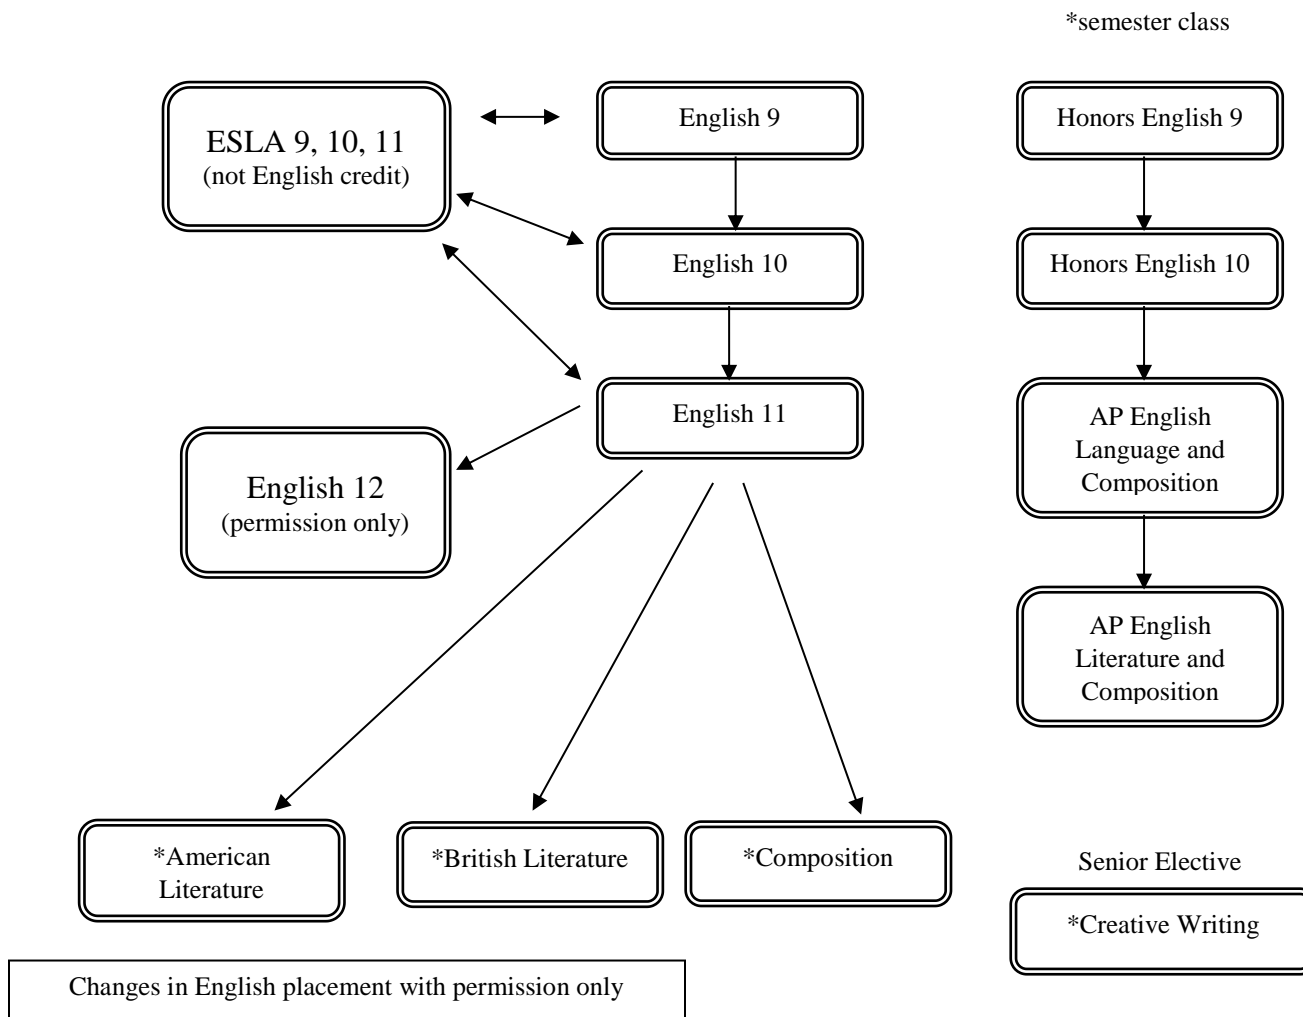 *semester class
ESLA 9, 10, 11
(not English credit)
English 9
Honors English 9
English 10
Honors English 10
English 11
AP English
Language and
Composition
English 12
(permission only)
AP English
Literature and
Composition
*American
Literature
*British Literature
*Composition
Senior Elective
*Creative Writing
Changes in English placement with permission only